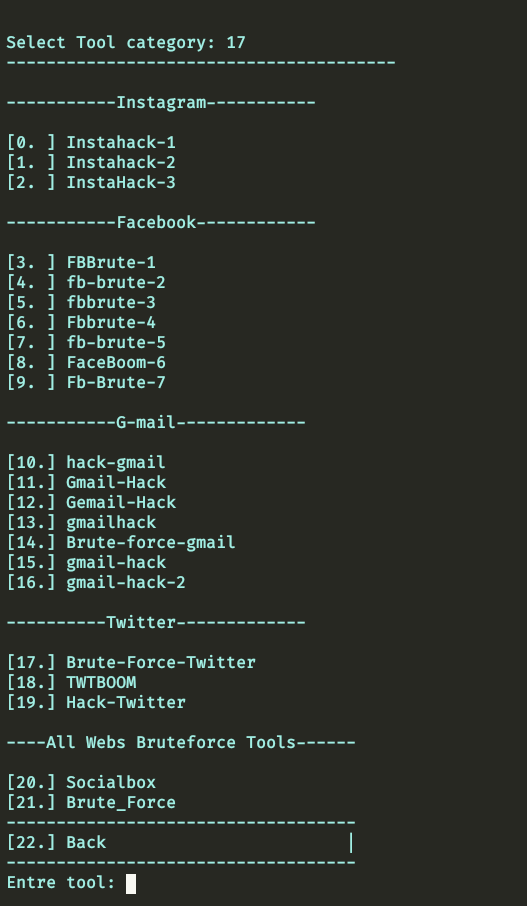 Select Tool category: 17
---------------------------------------
-----------Instagram-----------
[0. ] Instahack-1
[1. ] Instahack-2
[2. ] InstaHack-3
-----------Facebook------------
[3. ] FBBrute-1
[4. ] fb-brute-2
[5. ] fbbrute-3
[6. ] Fbbrute-4
[7. ] fb-brute-5
[8. ] FaceBoom-6
[9. ] Fb-Brute-7
-----------G-mail-------------
[10.] hack-gmail
[11.] Gmail-Hack
[12.] Gemail-Hack
[13.] gmailhack
[14.] Brute-force-gmail
[15.] gmail-hack
[16.] gmail-hack-2
----------Twitter-------------
[17.] Brute-Force-Twitter
[18.] TWTBOOM
[19.] Hack-Twitter
----All Webs Bruteforce Tools------
[20.] Socialbox
[21.] Brute_Force
-----------------------------------
[22.] Back                        |
-----------------------------------
Entre tool: